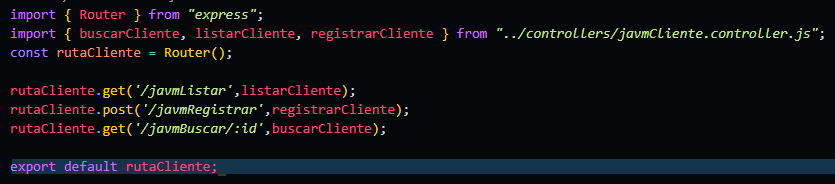 import { Router } from "express";
import { buscarCliente, listarCliente, registrarCliente } from "../controllers/javmCliente.controller.js";
const rutaCliente = Router();
rutaCliente.get('/javmListar',listarCliente);
rutaCliente.post('/javmRegistrar',registrarCliente);
rutaCliente.get('/javmBuscar/:id',buscarCliente);
export default rutaCliente;